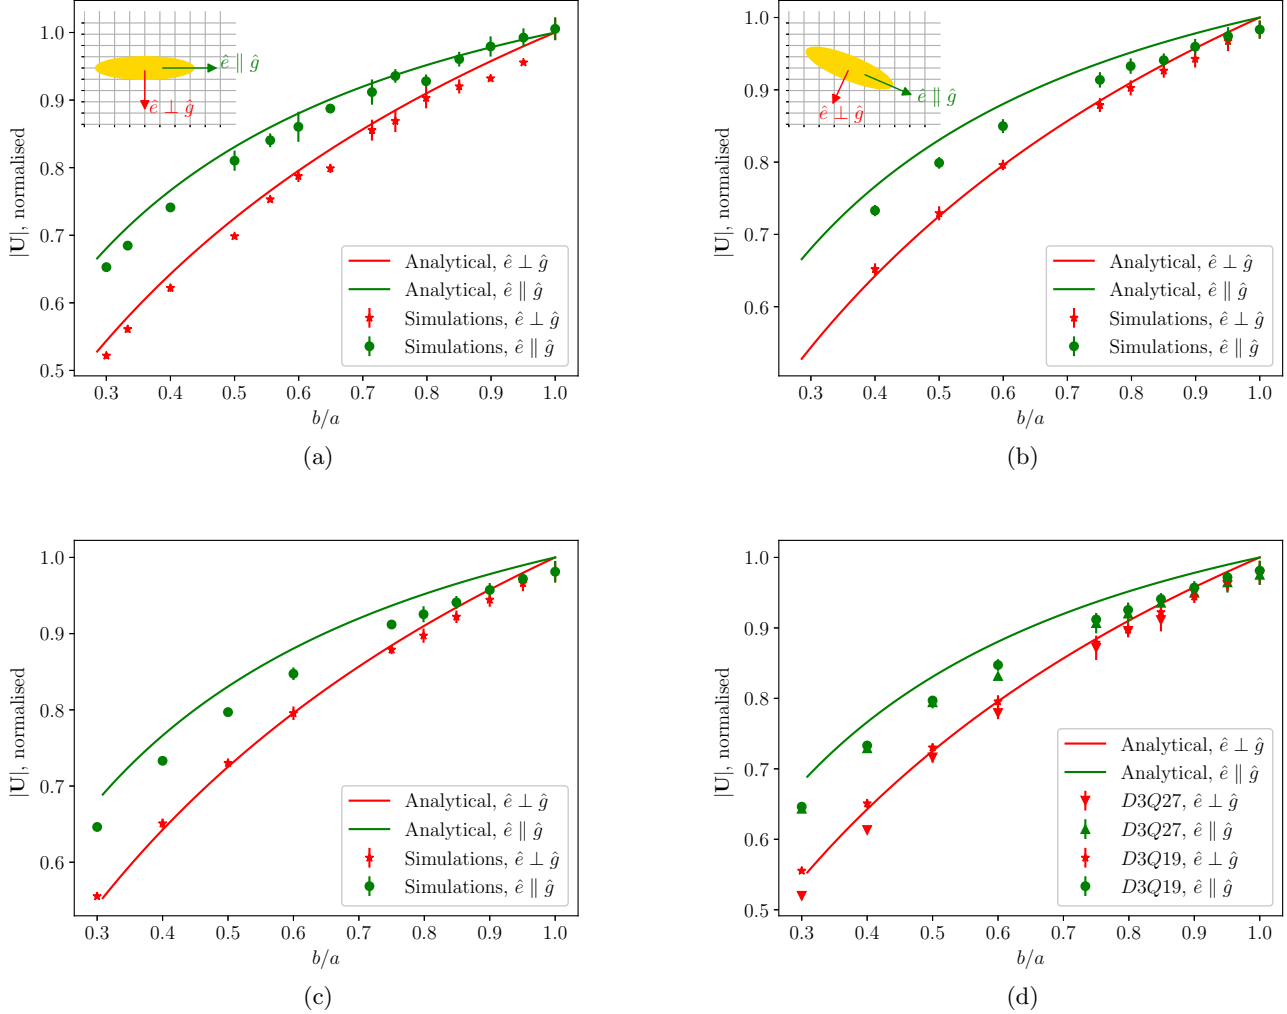 1.0
0.9
0.8
0.7
0.6
0.5
|U|, normalised
ê ∥ ĝ
ê ⊥ ĝ
Analytical, ê ⊥ ĝ
Analytical, ê ∥ ĝ
Simulations, ê ⊥ ĝ
Simulations, ê ∥ ĝ
0.3 0.4 0.5 0.6 0.7 0.8 0.9 1.0
b/a
(a)
1.0
0.9
0.8
0.7
0.6
|U|, normalised
ê ∥ ĝ
ê ⊥ ĝ
Analytical, ê ⊥ ĝ
Analytical, ê ∥ ĝ
Simulations, ê ⊥ ĝ
Simulations, ê ∥ ĝ
0.3 0.4 0.5 0.6 0.7 0.8 0.9 1.0
b/a
(b)
1.0
0.9
0.8
0.7
0.6
|U|, normalised
Analytical, ê ⊥ ĝ
Analytical, ê ∥ ĝ
Simulations, ê ⊥ ĝ
Simulations, ê ∥ ĝ
0.3 0.4 0.5 0.6 0.7 0.8 0.9 1.0
b/a
(c)
1.0
0.9
0.8
0.7
0.6
0.5
|U|, normalised
Analytical, ê ⊥ ĝ
Analytical, ê ∥ ĝ
D3Q27, ê ⊥ ĝ
D3Q27, ê ∥ ĝ
D3Q19, ê ⊥ ĝ
D3Q19, ê ∥ ĝ
0.3 0.4 0.5 0.6 0.7 0.8 0.9 1.0
b/a
(d)